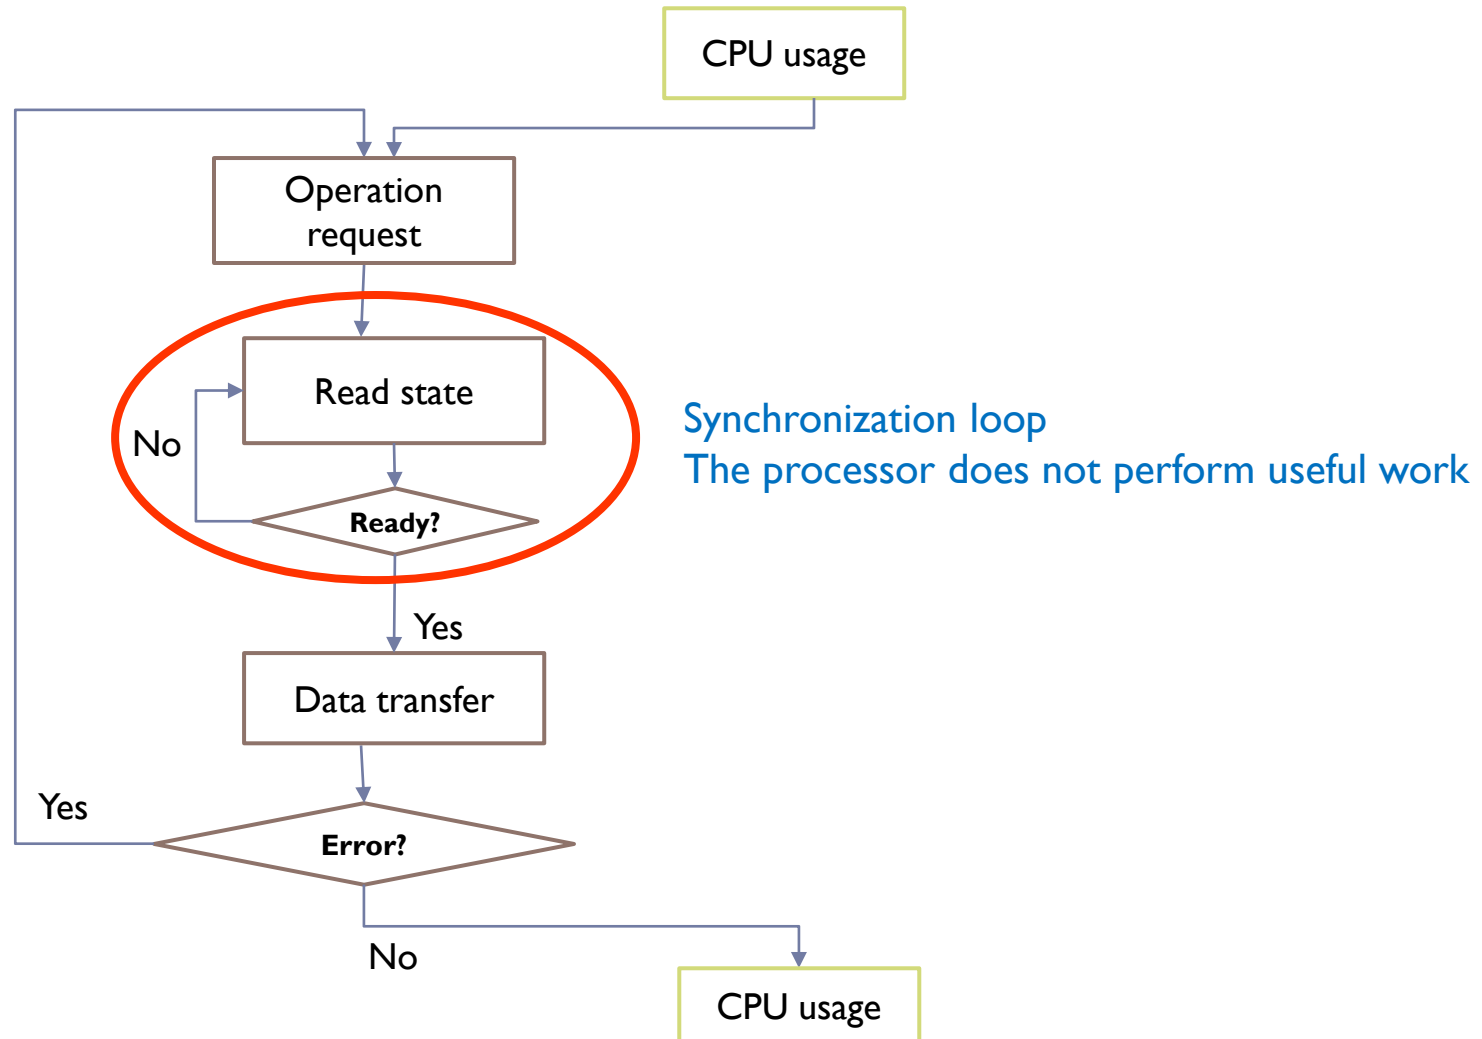 CPU usage
Operation
request
Read state
No
Ready?
Synchronization loop
The processor does not perform useful work
Yes
Data transfer
Yes
Error?
No
CPU usage